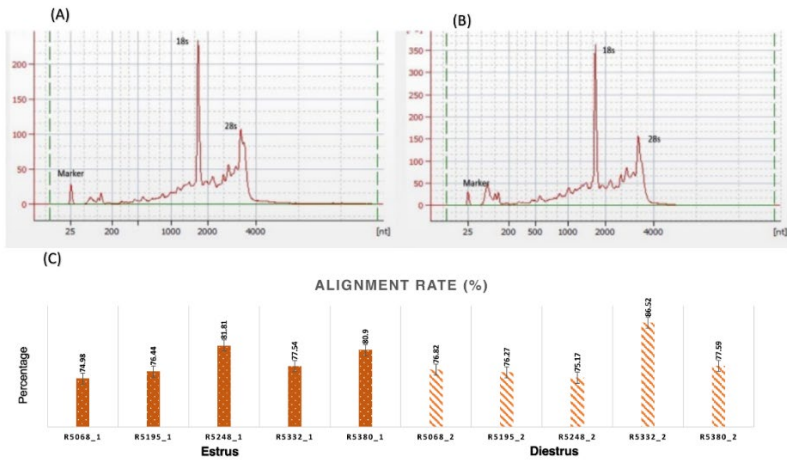 (A)
18s
200
150
28s
100
50
Marker
0
25
200
1000
2000
4000
[nt]
(B)
350
18s
300
250
200
150
28s
100
Marker
50
0
25
200
500
1000
2000
4000
[nt]
(C)
ALIGNMENT RATE (%)
Percentage
74.98
76.44
81.81
77.54
80.9
76.82
76.27
75.17
86.52
77.59
R5068_1 R5195_1 R5248_1 R5332_1 R5380_1 R5068_2 R5195_2 R5248_2 R5332_2 R5380_2
Estrus Diestrus